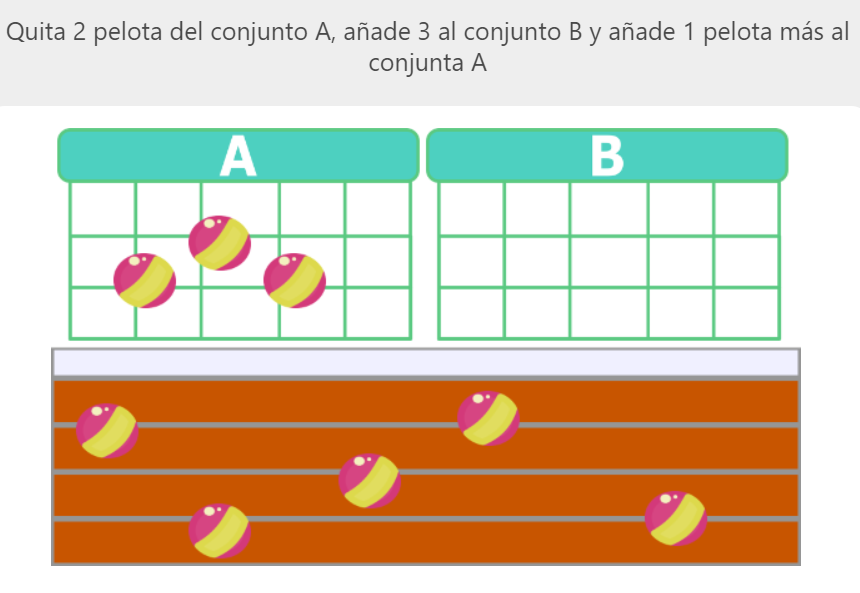 Quita 2 pelota del conjunto A, añade 3 al conjunto B y añade 1 pelota más al
conjunta A
A
B